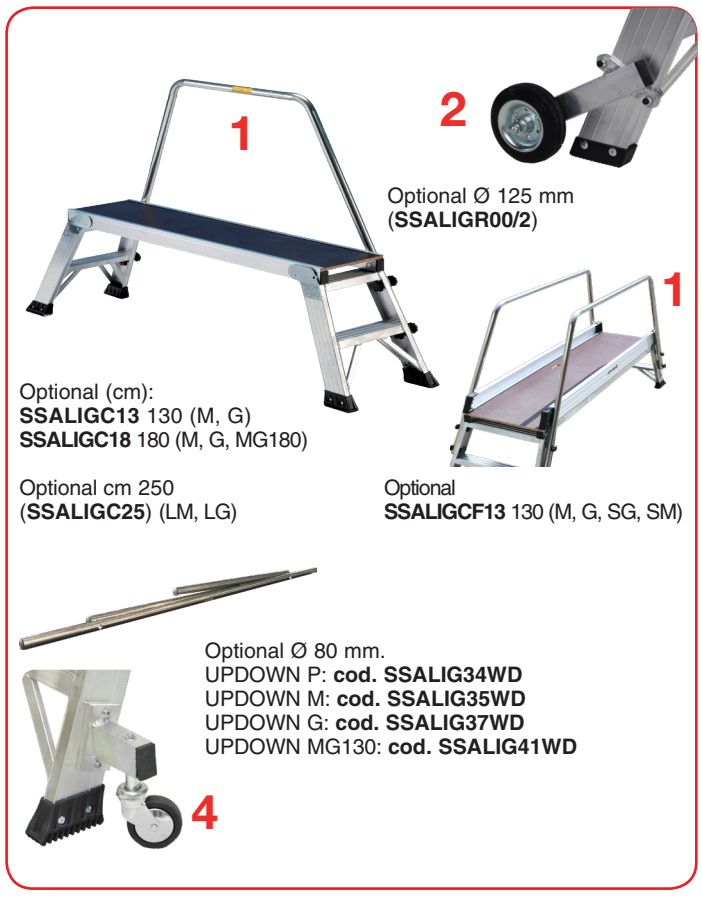 1
2
Optional Ø 125 mm
(SSALIGR00/2)
1
Optional (cm):
SSALIGC13 130 (M, G)
SSALIGC18 180 (M, G, MG180)
Optional cm 250
(SSALIGC25) (LM, LG)
Optional
SSALIGCF13 130 (M, G, SG, SM)
Optional Ø 80 mm.
UPDOWN P: cod. SSALIG34WD
UPDOWN M: cod. SSALIG35WD
UPDOWN G: cod. SSALIG37WD
UPDOWN MG130: cod. SSALIG41WD
4